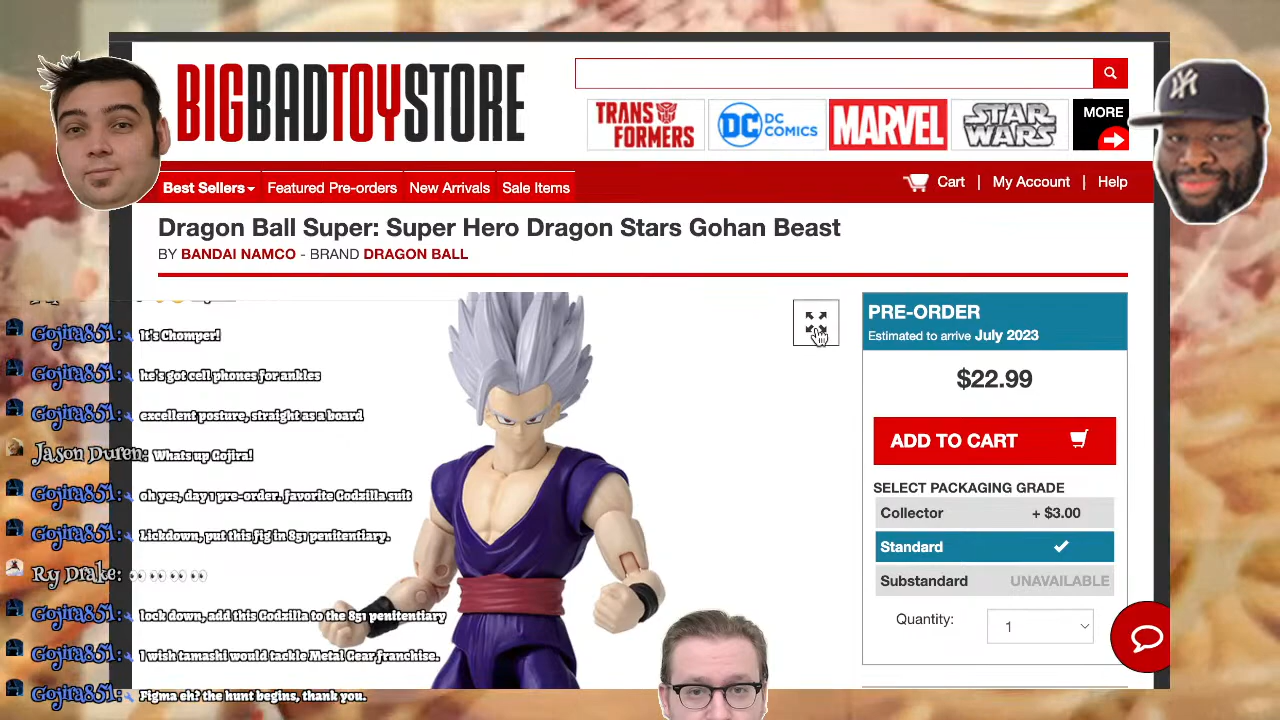 BIGBADTOYSTORE
TRANSFORMERS
DC
DC COMICS
MARVEL
STAR WARS
MORE
Best Sellers
Featured Pre-orders
New Arrivals
Sale Items
Cart | My Account | Help
Dragon Ball Super: Super Hero Dragon Stars Gohan Beast
BY BANDAI NAMCO - BRAND DRAGON BALL
PRE-ORDER
Estimated to arrive July 2023
$22.99
ADD TO CART
SELECT PACKAGING GRADE
Collector + $3.00
Standard
Substandard UNAVAILABLE
Quantity: 1
Gojira851: It's Chomper!
Gojira851: he's got cell phones for ankles
Gojira851: excellent posture, straight as a board
Jason Duren: Whats up Gojira!
Gojira851: oh yes, day 1 pre-order. favorite Godzilla suit
Gojira851: Lickdown, put this fig in 851 penitentiary.
Ry Drake: 👀 👀 👀 👀
Gojira851: lock down, add this Godzilla to the 851 penitentiary
Gojira851: I wish tamashi would tackle Metal Gear franchise.
Gojira851: Figma eh? the hunt begins, thank you.